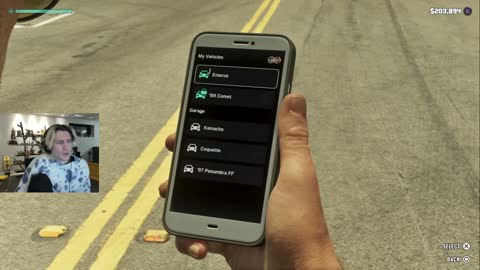 $203,894
My Vehicles
Emerus
'88 Comet
Garage
Kamacho
Coquette
'97 Penumbra FF
SELECT:
BACK: